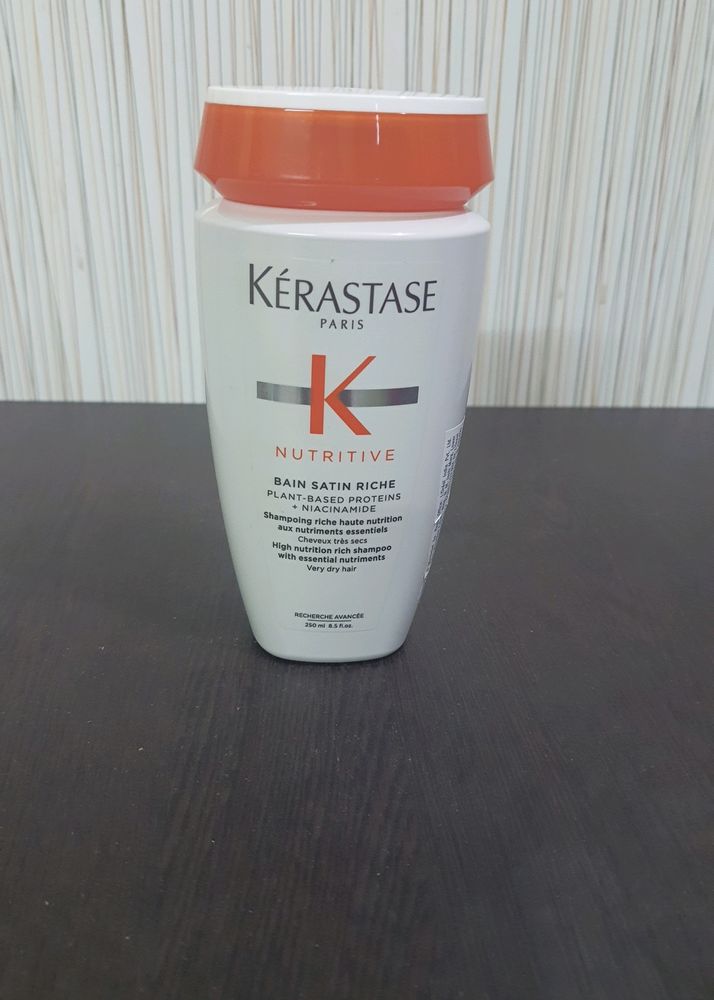 KÉRASTASE
PARIS
K
NUTRITIVE
BAIN SATIN RICHE
PLANT-BASED PROTEINS
+ NIACINAMIDE
Shampoing riche haute nutrition
aux nutriments essentiels
Cheveux très secs
High nutrition rich shampoo
with essential nutriments
Very dry hair
RECHERCHE AVANCÉE
250 ml 8.5 fl.oz.